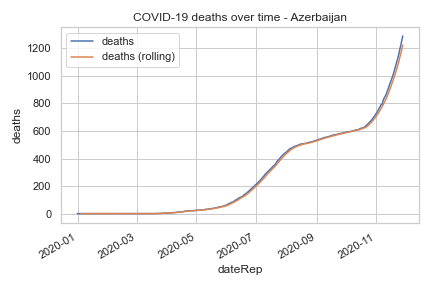 COVID-19 deaths over time - Azerbaijan
deaths
deaths (rolling)
1200
1000
800
600
400
200
0
deaths
2020-01
2020-03
2020-05
2020-07
2020-09
2020-11
dateRep